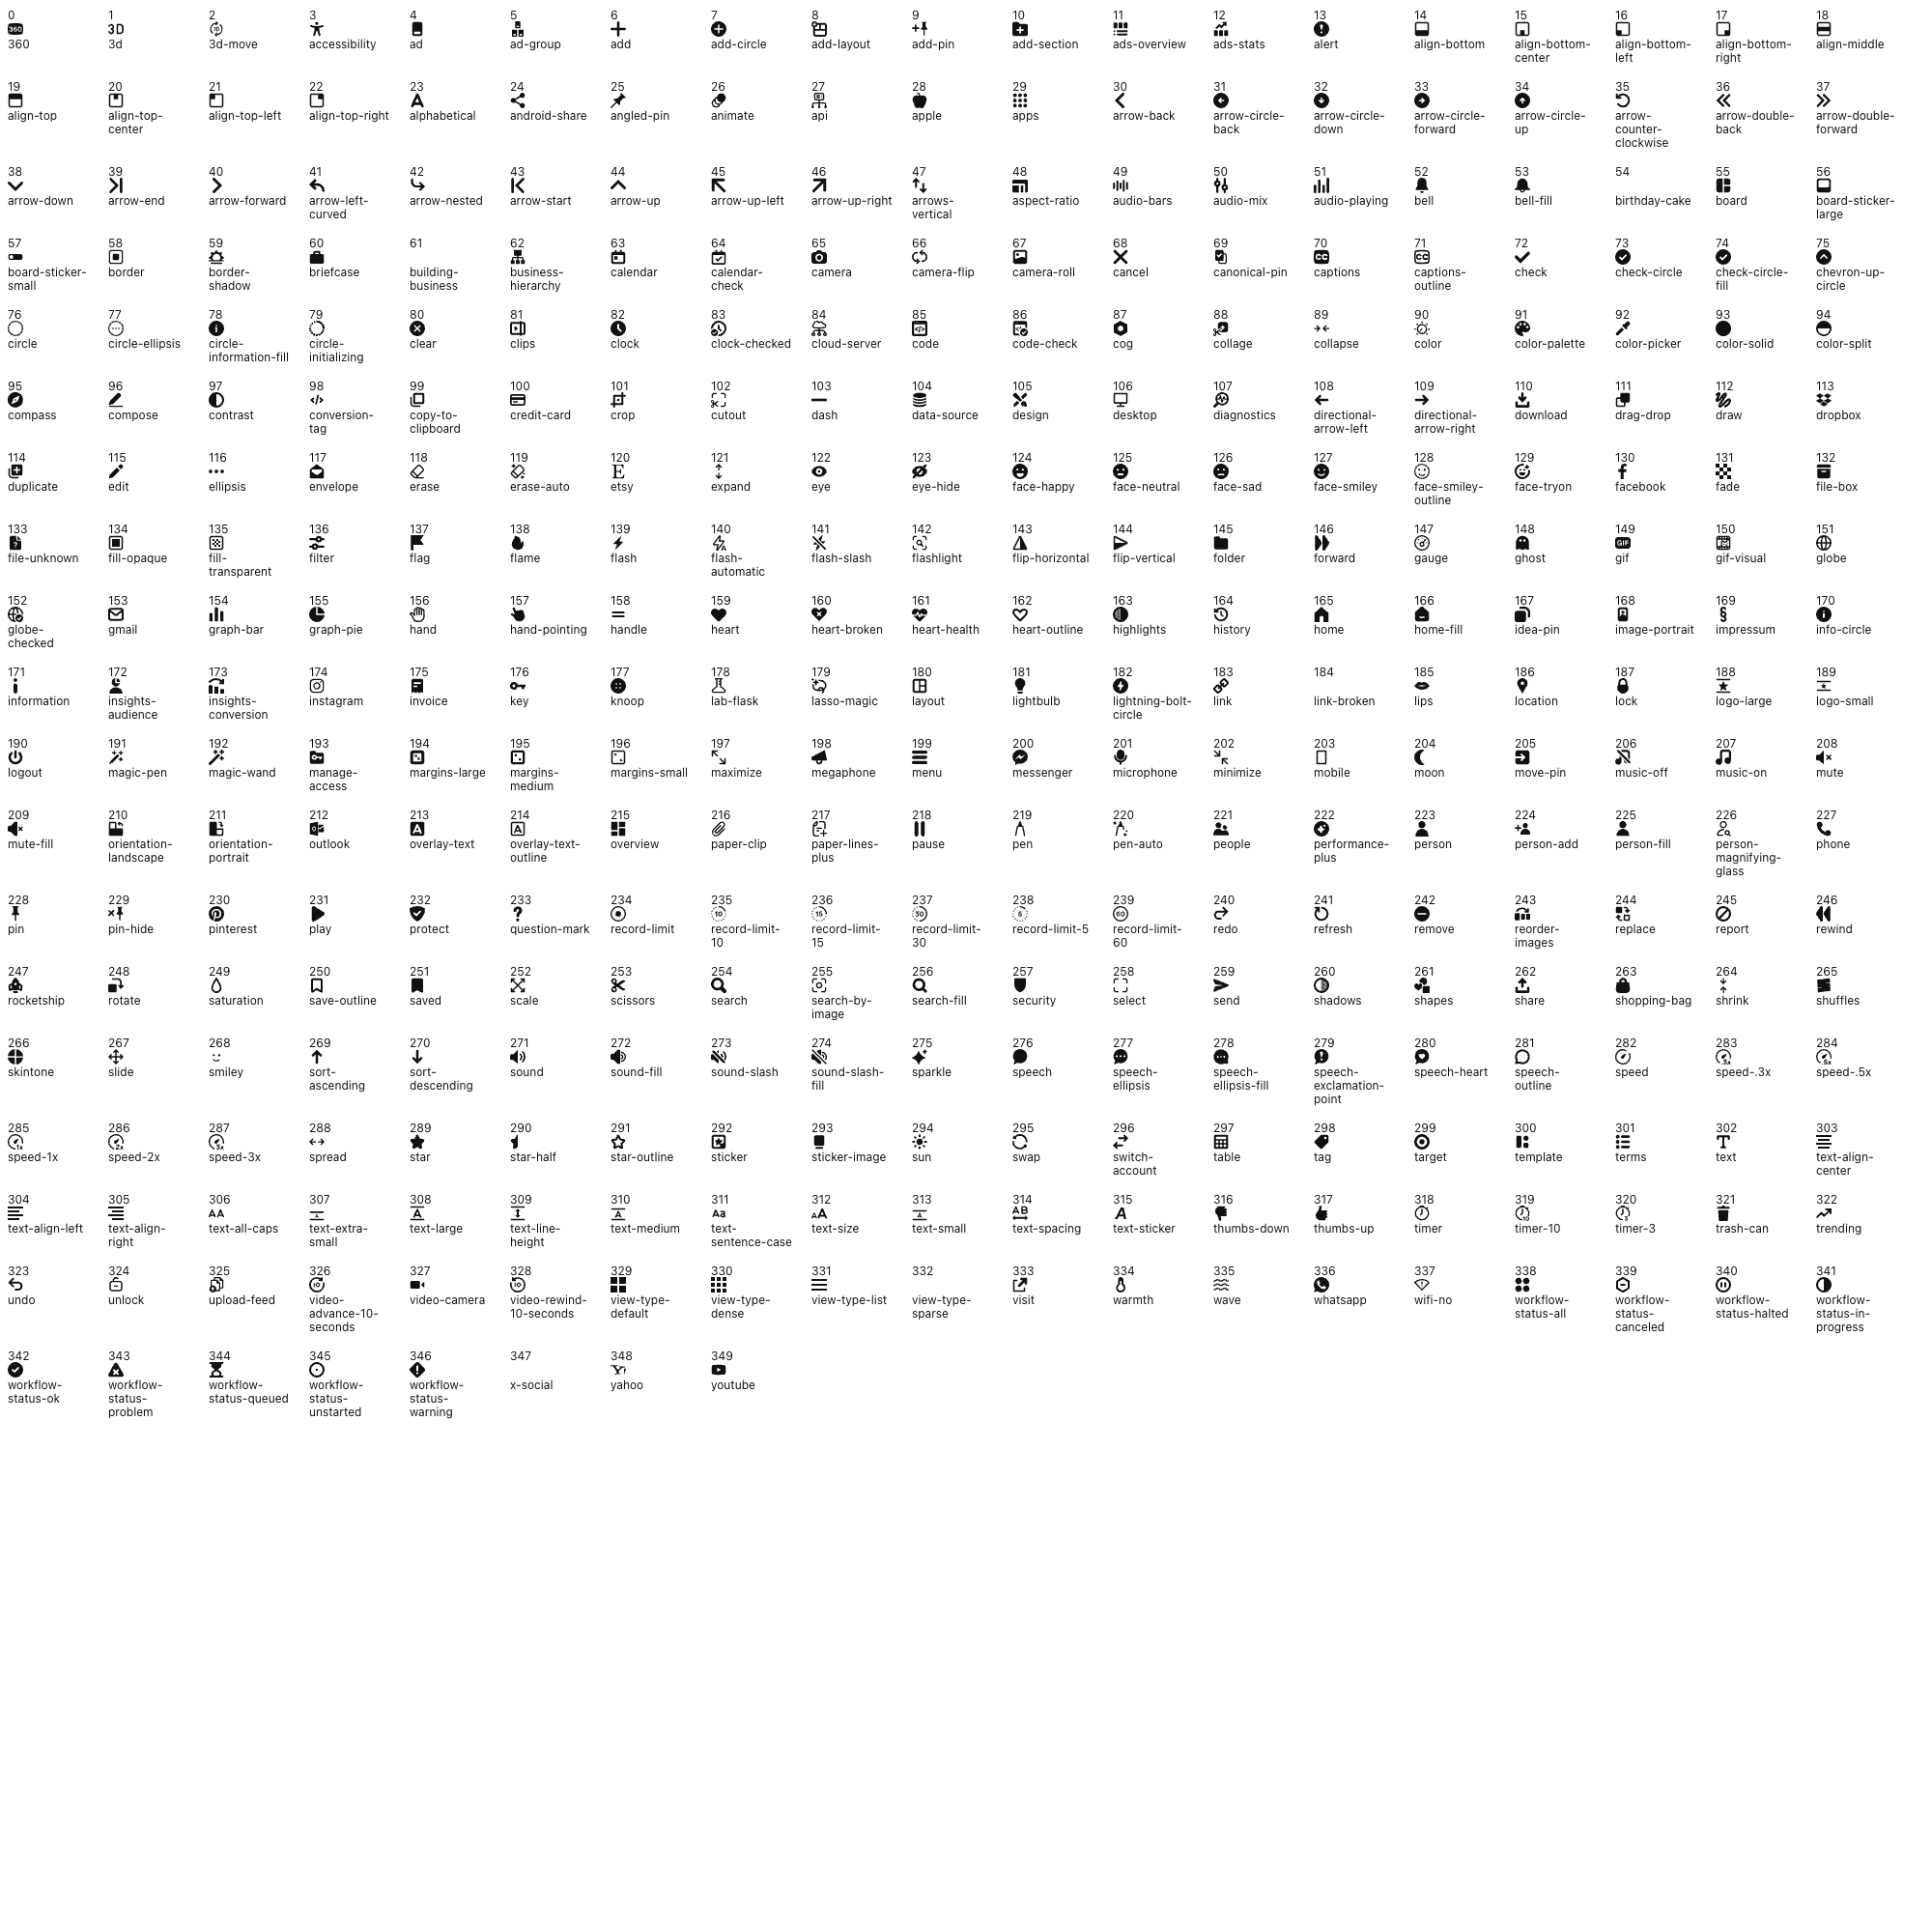 0 1 2 3 4 5 6 7 8 9 10 11 12 13 14 15 16 17 18
360 3d 3d-move accessibility ad ad-group add add-circle add-layout add-pin add-section ads-overview ads-stats alert align-bottom align-bottom- align-bottom- align-bottom- align-middle
center left right
19 20 21 22 23 24 25 26 27 28 29 30 31 32 33 34 35 36 37
align-top align-top- align-top-left align-top-right alphabetical android-share angled-pin animate api apple apps arrow-back arrow-circle- arrow-circle- arrow-circle- arrow-circle- arrow- arrow-double- arrow-double-
center back down forward up counter- back forward
clockwise
38 39 40 41 42 43 44 45 46 47 48 49 50 51 52 53 54 55 56
arrow-down arrow-end arrow-forward arrow-left- arrow-nested arrow-start arrow-up arrow-up-left arrow-up-right arrows- aspect-ratio audio-bars audio-mix audio-playing bell bell-fill birthday-cake board board-sticker-
curved vertical large
57 58 59 60 61 62 63 64 65 66 67 68 69 70 71 72 73 74 75
board-sticker- border border- briefcase building- business- calendar calendar- camera camera-flip camera-roll cancel canonical-pin captions captions- check check-circle check-circle- chevron-up-
small shadow business hierarchy check outline fill circle
76 77 78 79 80 81 82 83 84 85 86 87 88 89 90 91 92 93 94
circle circle-ellipsis circle- circle- clear clips clock clock-checked cloud-server code code-check cog collage collapse color color-palette color-picker color-solid color-split
information-fill initializing
95 96 97 98 99 100 101 102 103 104 105 106 107 108 109 110 111 112 113
compass compose contrast conversion- copy-to- credit-card crop cutout dash data-source design desktop diagnostics directional- directional- download drag-drop draw dropbox
tag clipboard arrow-left arrow-right
114 115 116 117 118 119 120 121 122 123 124 125 126 127 128 129 130 131 132
duplicate edit ellipsis envelope erase erase-auto etsy expand eye eye-hide face-happy face-neutral face-sad face-smiley face-smiley- face-tryon facebook fade file-box
outline
133 134 135 136 137 138 139 140 141 142 143 144 145 146 147 148 149 150 151
file-unknown fill-opaque fill- filter flag flame flash flash- flash-slash flashlight flip-horizontal flip-vertical folder forward gauge ghost gif gif-visual globe
transparent automatic
152 153 154 155 156 157 158 159 160 161 162 163 164 165 166 167 168 169 170
globe- gmail graph-bar graph-pie hand hand-pointing handle heart heart-broken heart-health heart-outline highlights history home home-fill idea-pin image-portrait impressum info-circle
checked
171 172 173 174 175 176 177 178 179 180 181 182 183 184 185 186 187 188 189
information insights- insights- instagram invoice key knoop lab-flask lasso-magic layout lightbulb lightning-bolt- link link-broken lips location lock logo-large logo-small
audience conversion circle
190 191 192 193 194 195 196 197 198 199 200 201 202 203 204 205 206 207 208
logout magic-pen magic-wand manage- margins-large margins- margins-small maximize megaphone menu messenger microphone minimize mobile moon move-pin music-off music-on mute
access medium
209 210 211 212 213 214 215 216 217 218 219 220 221 222 223 224 225 226 227
mute-fill orientation- orientation- outlook overlay-text overlay-text- overview paper-clip paper-lines- pause pen pen-auto people performance- person person-add person-fill person- phone
landscape portrait outline plus plus magnifying-
glass
228 229 230 231 232 233 234 235 236 237 238 239 240 241 242 243 244 245 246
pin pin-hide pinterest play protect question-mark record-limit record-limit- record-limit- record-limit- record-limit-5 record-limit- redo refresh remove reorder- replace report rewind
10 15 30 60 images
247 248 249 250 251 252 253 254 255 256 257 258 259 260 261 262 263 264 265
rocketship rotate saturation save-outline saved scale scissors search search-by- search-fill security select send shadows shapes share shopping-bag shrink shuffles
image
266 267 268 269 270 271 272 273 274 275 276 277 278 279 280 281 282 283 284
skintone slide smiley sort- sort- sound sound-fill sound-slash sound-slash- sparkle speech speech- speech- speech- speech-heart speech- speed speed-.3x speed-.5x
ascending descending fill ellipsis ellipsis-fill exclamation- outline
point
285 286 287 288 289 290 291 292 293 294 295 296 297 298 299 300 301 302 303
speed-1x speed-2x speed-3x spread star star-half star-outline sticker sticker-image sun swap switch- table tag target template terms text text-align-
account center
304 305 306 307 308 309 310 311 312 313 314 315 316 317 318 319 320 321 322
text-align-left text-align- text-all-caps text-extra- text-large text-line- text-medium text- text-size text-small text-spacing text-sticker thumbs-down thumbs-up timer timer-10 timer-3 trash-can trending
right small height sentence-case
323 324 325 326 327 328 329 330 331 332 333 334 335 336 337 338 339 340 341
undo unlock upload-feed video- video-camera video-rewind- view-type- view-type- view-type-list view-type- visit warmth wave whatsapp wifi-no workflow- workflow- workflow- workflow-
advance-10- 10-seconds default dense sparse status-all status- status-halted status-in-
seconds canceled progress
342 343 344 345 346 347 348 349
workflow- workflow- workflow- workflow- workflow- x-social yahoo youtube
status-ok status- status-queued status- status-
problem unstarted warning